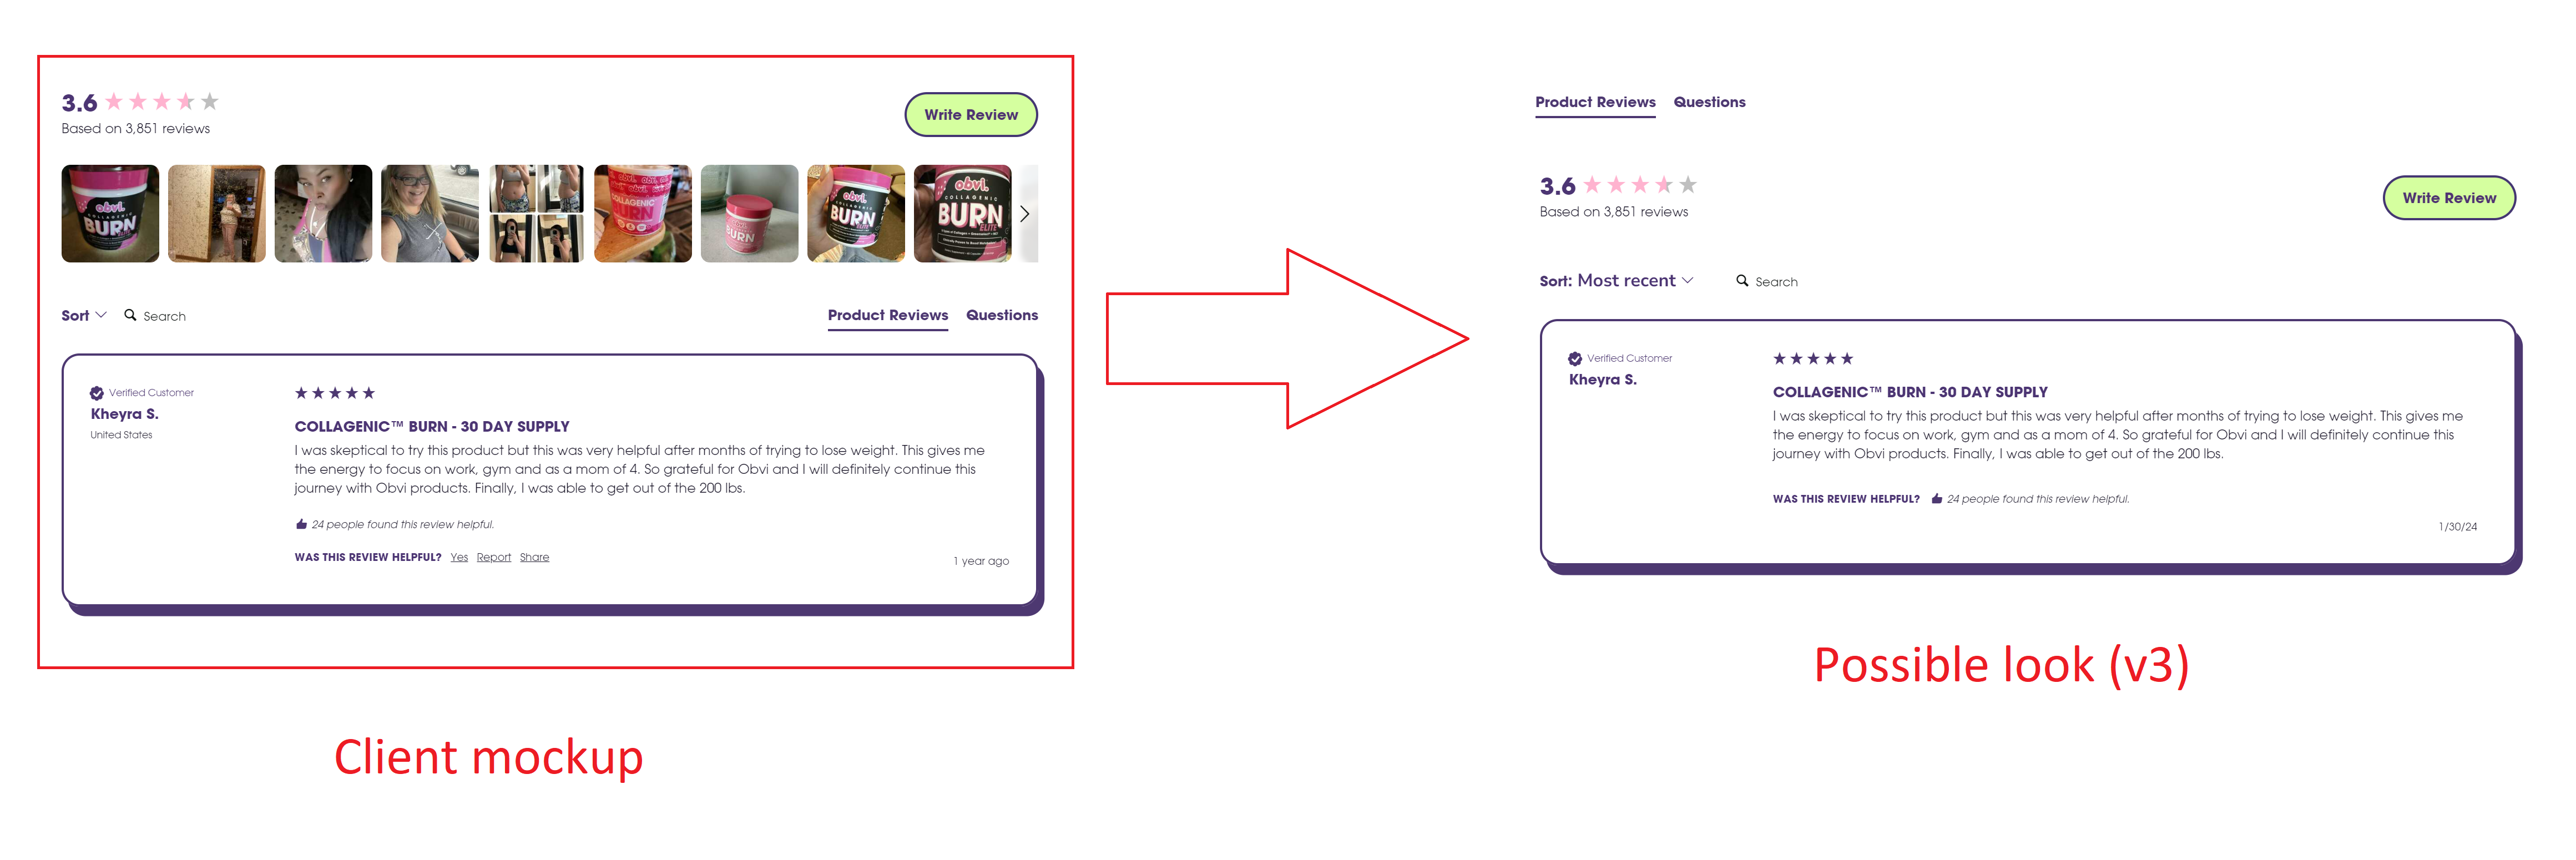 3.6
Based on 3,851 reviews
Write Review
obvi.
COLLAGENIC
BURN
COLLAGENIC
BURN
BURN
obvi.
COLLAGENIC
BURN
ELITE
obvi.
COLLAGENIC
BURN
ELITE
Sort
Search
Product Reviews
Questions
Verified Customer
Kheyra S.
United States
COLLAGENIC™ BURN - 30 DAY SUPPLY
I was skeptical to try this product but this was very helpful after months of trying to lose weight. This gives me
the energy to focus on work, gym and as a mom of 4. So grateful for Obvi and I will definitely continue this
journey with Obvi products. Finally, I was able to get out of the 200 lbs.
24 people found this review helpful.
WAS THIS REVIEW HELPFUL? Yes Report Share
1 year ago
Client mockup
Product Reviews
Questions
3.6
Based on 3,851 reviews
Write Review
Sort: Most recent
Search
Verified Customer
Kheyra S.
COLLAGENIC™ BURN - 30 DAY SUPPLY
I was skeptical to try this product but this was very helpful after months of trying to lose weight. This gives me
the energy to focus on work, gym and as a mom of 4. So grateful for Obvi and I will definitely continue this
journey with Obvi products. Finally, I was able to get out of the 200 lbs.
WAS THIS REVIEW HELPFUL? 24 people found this review helpful.
1/30/24
Possible look (v3)